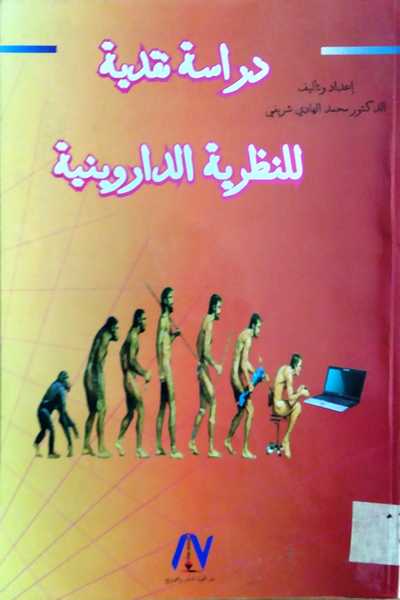 دراسة نقدية
إعداد وتأليف
الدكتور محمد الهادي شريفي
للنظرية الداروينية